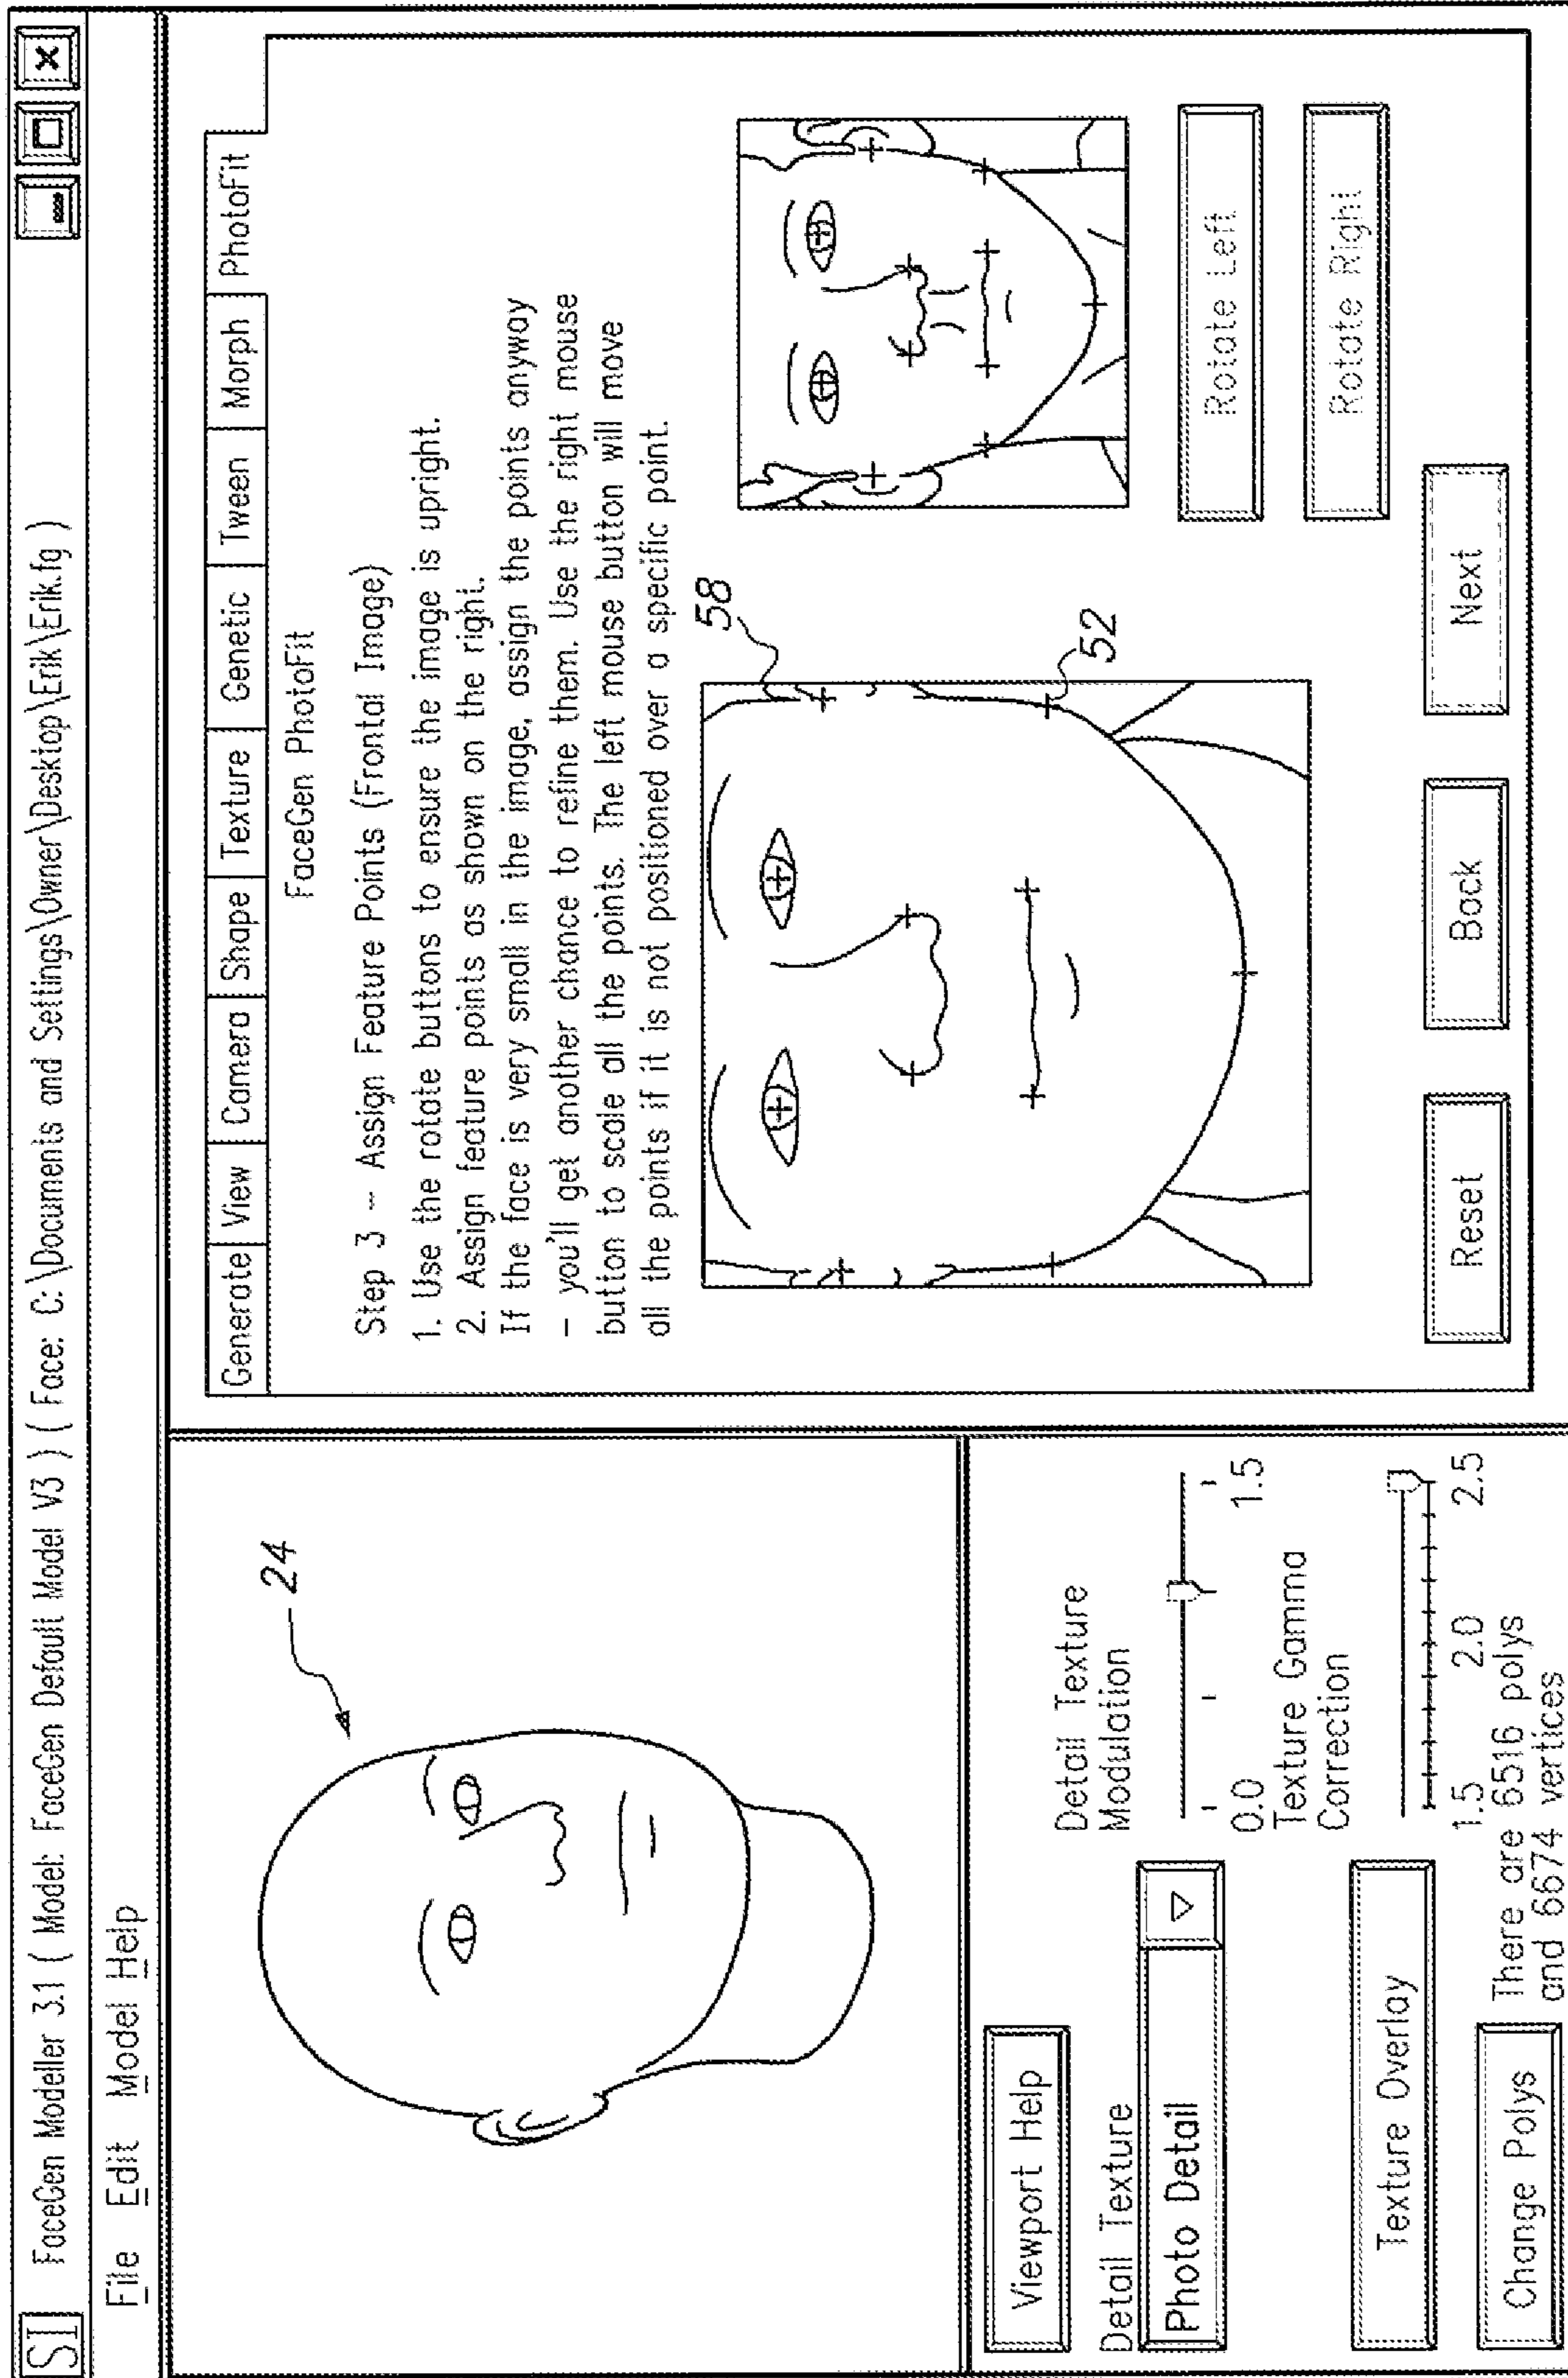 SI FaceGen Modeller 3.1 ( Model: FaceGen Default Model V3 ) ( Face: C:\Documents and Settings\Owner\Desktop\Erik\Erik.fg )
File Edit Model Help
24
Viewport Help
Detail Texture
Photo Detail
Texture Overlay
Change Polys
Detail Texture
Modulation
0.0 1.5
Texture Gamma
Correction
1.5 2.0 2.5
There are 6516 polys
and 6674 vertices
Generate View Camera Shape Texture Genetic Tween Morph PhotoFit
FaceGen PhotoFit
Step 3 -- Assign Feature Points (Frontal Image)
1. Use the rotate buttons to ensure the image is upright.
2. Assign feature points as shown on the right.
If the face is very small in the image, assign the points anyway
- you'll get another chance to refine them. Use the right mouse
button to scale all the points. The left mouse button will move
all the points if it is not positioned over a specific point.
58
52
Rotate Left
Rotate Right
Reset Back Next